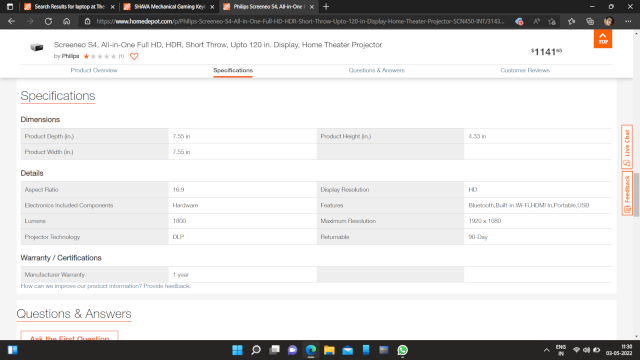 Search Results for laptop at The
SHAVA Mechanical Gaming Key
Philips Screeneo S4, All-in-One
https://www.homedepot.com/p/Philips-Screeneo-S4-All-in-One-Full-HD-HDR-Short-Throw-Upto-120-in-Display-Home-Theater-Projector-SCN450-INT/3143...
Screeneo S4, All-in-One Full HD, HDR, Short Throw, Upto 120 in. Display, Home Theater Projector
by Philips (1)
$1141
TOP
Product Overview Specifications Questions & Answers Customer Reviews
Specifications
Dimensions
Product Depth (in.) 7.55 in Product Height (in.) 4.33 in
Product Width (in.) 7.55 in
Details
Aspect Ratio 16:9 Display Resolution HD
Electronics Included Components Hardware Features Bluetooth,Built-in Wi-Fi,HDMI In,Portable,USB
Lumens 1800 Maximum Resolution 1920 x 1080
Projector Technology DLP Returnable 90-Day
Warranty / Certifications
Manufacturer Warranty 1 year
How can we improve our product information? Provide feedback.
Questions & Answers
Ask the First Question
Live Chat
Feedback
ENG
IN
11:30
03-05-2022